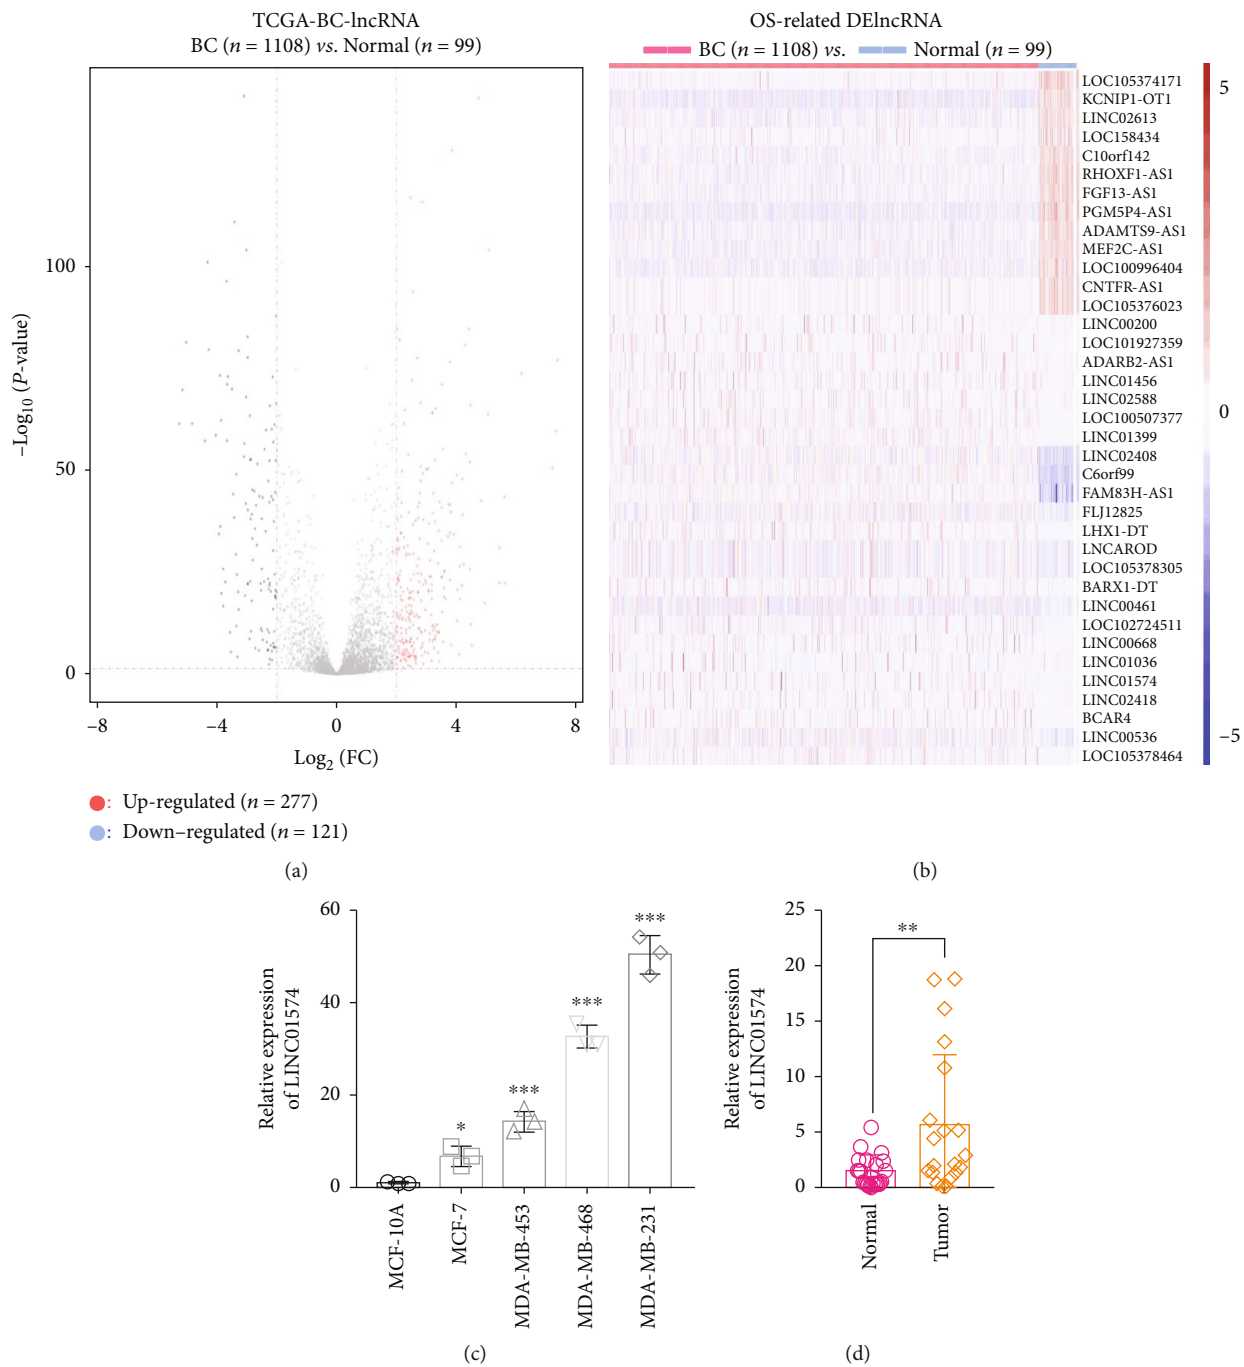 TCGA-BC-lncRNA
BC (n = 1108) vs. Normal (n = 99)
−Log10 (P-value)
100
50
0
−8
−4
0
4
8
Log2 (FC)
: Up-regulated (n = 277)
: Down–regulated (n = 121)
(a)
OS-related DElncRNA
BC (n = 1108) vs. Normal (n = 99)
LOC105374171
KCNIP1-OT1
LINC02613
LOC158434
C10orf142
RHOXF1-AS1
FGF13-AS1
PGM5P4-AS1
ADAMTS9-AS1
MEF2C-AS1
LOC100996404
CNTFR-AS1
LOC105376023
LINC00200
LOC101927359
ADARB2-AS1
LINC01456
LINC02588
LOC100507377
LINC01399
LINC02408
C6orf99
FAM83H-AS1
FLJ12825
LHX1-DT
LNCAROD
LOC105378305
BARX1-DT
LINC00461
LOC102724511
LINC00668
LINC01036
LINC01574
LINC02418
BCAR4
LINC00536
LOC105378464
5
0
−5
(b)
Relative expression
of LINC01574
60
40
20
0
*
***
***
***
MCF-10A
MCF-7
MDA-MB-453
MDA-MB-468
MDA-MB-231
(c)
Relative expression
of LINC01574
25
20
15
10
5
0
**
Normal
Tumor
(d)